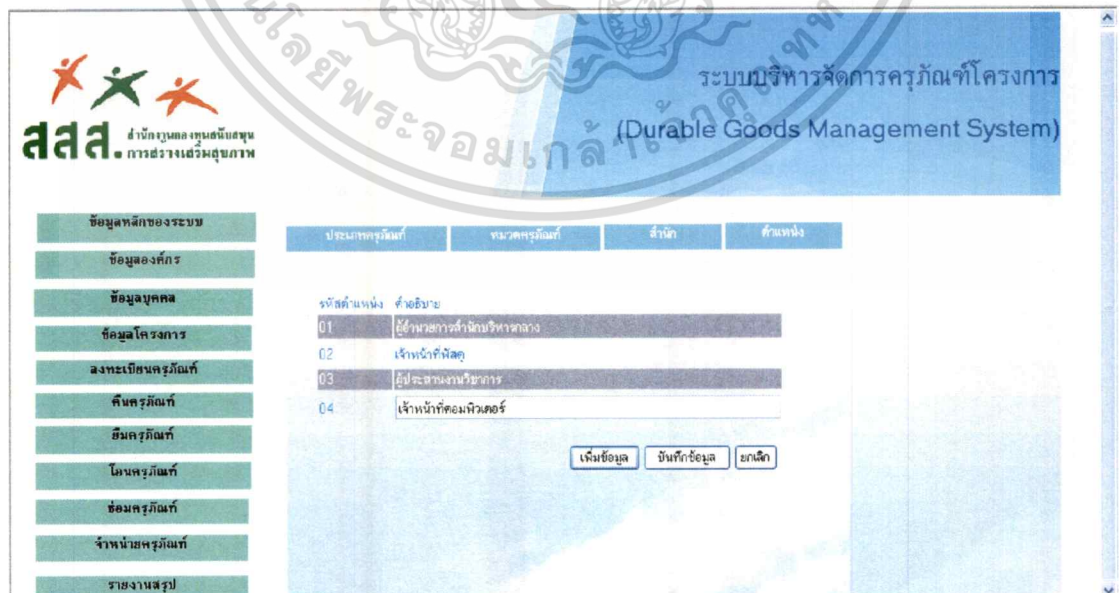 ระบบบริหารจัดการครุภัณฑ์โครงการ
(Durable Goods Management System)
สสส. สำนักงานกองทุนสนับสนุน
การสร้างเสริมสุขภาพ
ข้อมูลหลักของระบบ
ข้อมูลองค์กร
ข้อมูลบุคคล
ข้อมูลโครงการ
ลงทะเบียนครุภัณฑ์
คืนครุภัณฑ์
ยืมครุภัณฑ์
โอนครุภัณฑ์
ซ่อมครุภัณฑ์
จำหน่ายครุภัณฑ์
รายงานสรุป
ประเภทครุภัณฑ์ หมวดครุภัณฑ์ สำนัก ตำแหน่ง
รหัสตำแหน่ง คำอธิบาย
01 ผู้อำนวยการสำนักบริหารกลาง
02 เจ้าหน้าที่พัสดุ
03 ผู้ประสานงานวิชาการ
04 เจ้าหน้าที่คอมพิวเตอร์
เพิ่มข้อมูล บันทึกข้อมูล ยกเลิก